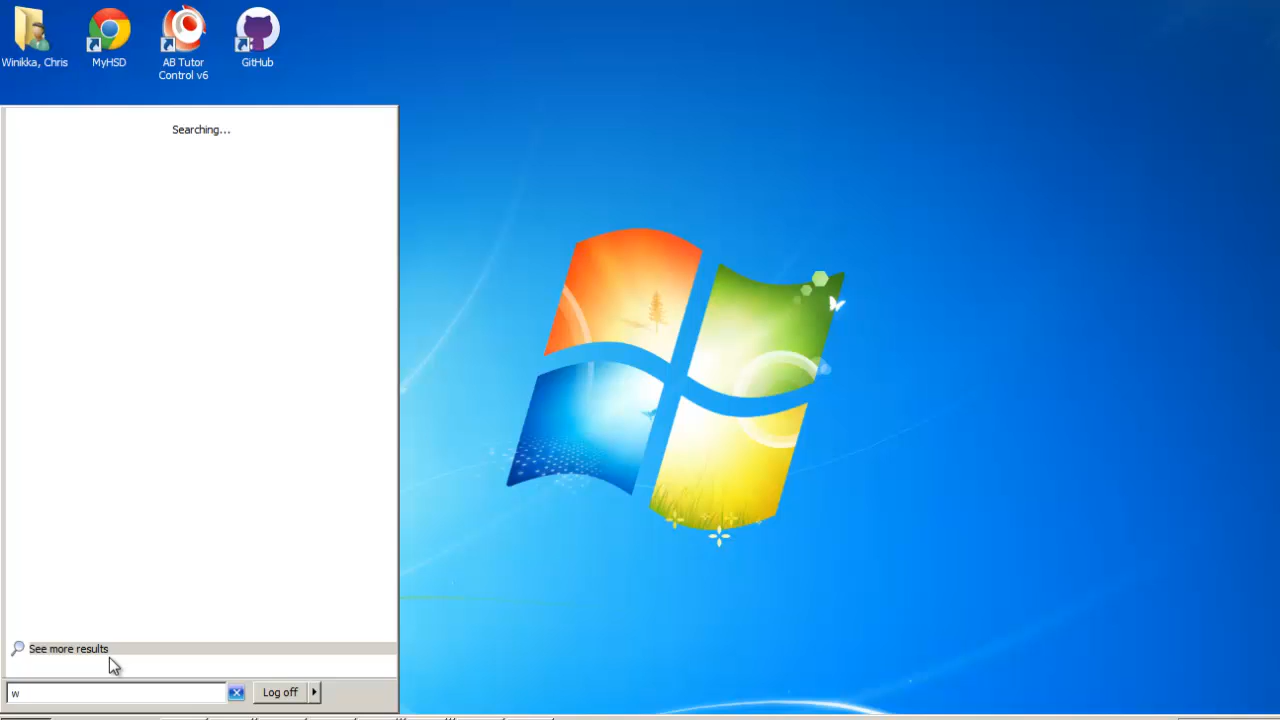 Winikka, Chris
MyHSD
AB Tutor
Control v6
GitHub
Searching...
See more results
w
Log off